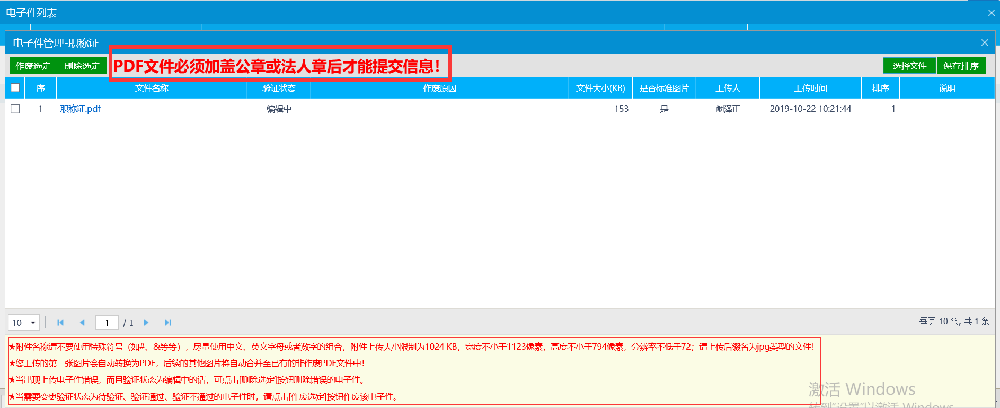 电子件列表
电子件管理-职称证
作废选定 删除选定 PDF文件必须加盖公章或法人章后才能提交信息！ 选择文件 保存排序
序 文件名称 验证状态 作废原因 文件大小(KB) 是否标准图片 上传人 上传时间 排序 说明
1 职称证.pdf 编辑中 153 是 阚泽正 2019-10-22 10:21:44 1
10 1 / 1 每页 10 条, 共 1 条
★附件名称请不要使用特殊符号（如#、&等等），尽量使用中文、英文字母或者数字的组合，附件上传大小限制为1024 KB，宽度不小于1123像素，高度不小于794像素，分辨率不低于72；请上传后缀名为jpg类型的文件!
★您上传的第一张图片会自动转换为PDF，后续的其他图片将自动合并至已有的非作废PDF文件中!
★当出现上传电子件错误，而且验证状态为编辑中的话，可点击[删除选定]按钮删除错误的电子件。
★当需要变更验证状态为待验证、验证通过、验证不通过的电子件时，请点击[作废选定]按钮作废该电子件。
激活 Windows
转到"设置"以激活 Windows